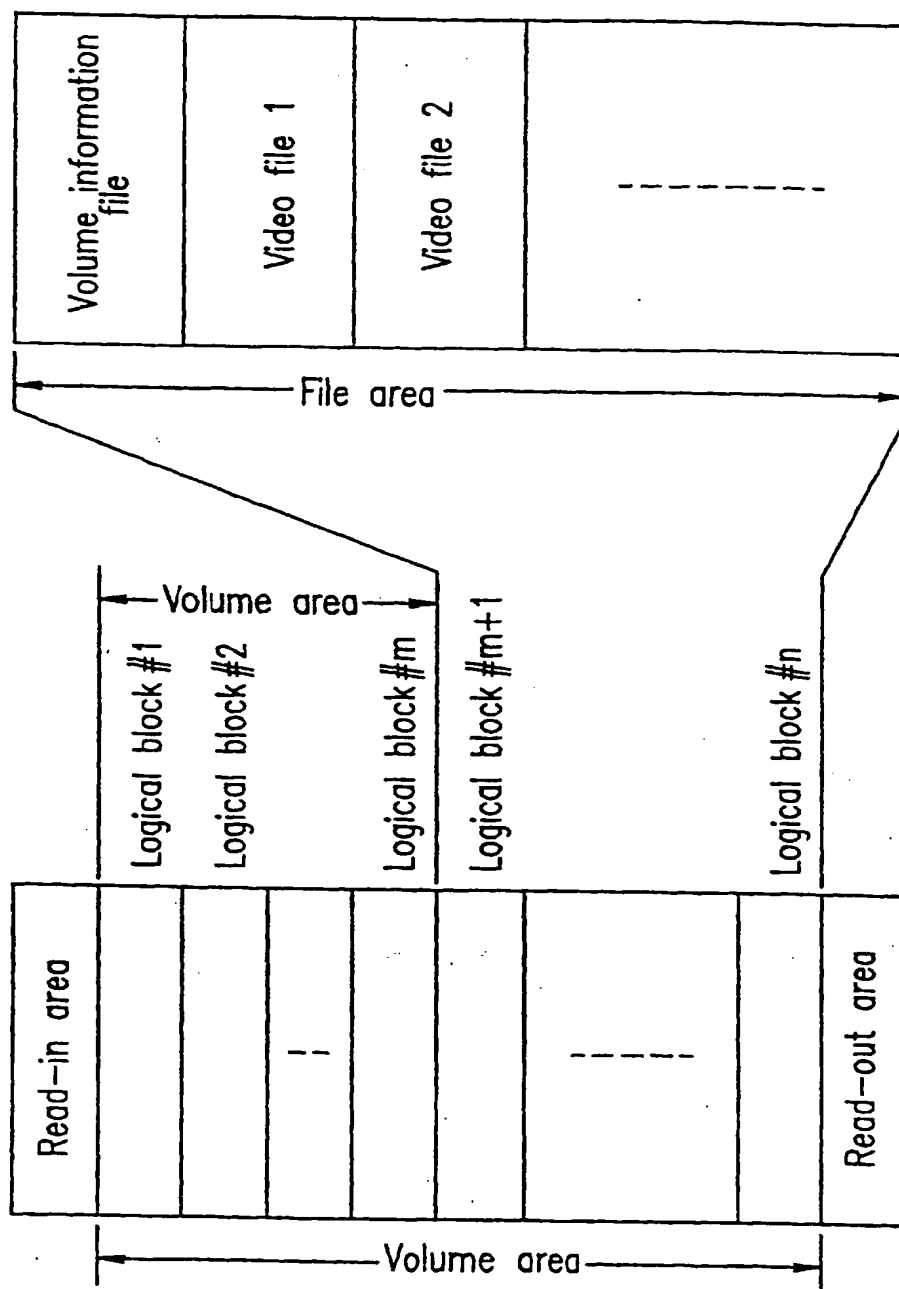 Read-in area
Read-out area
Volume area
Logical block #1
Logical block #2
Logical block #m
Logical block #m+1
Logical block #n
Volume area
File area
Volume information
file
Video file 1
Video file 2